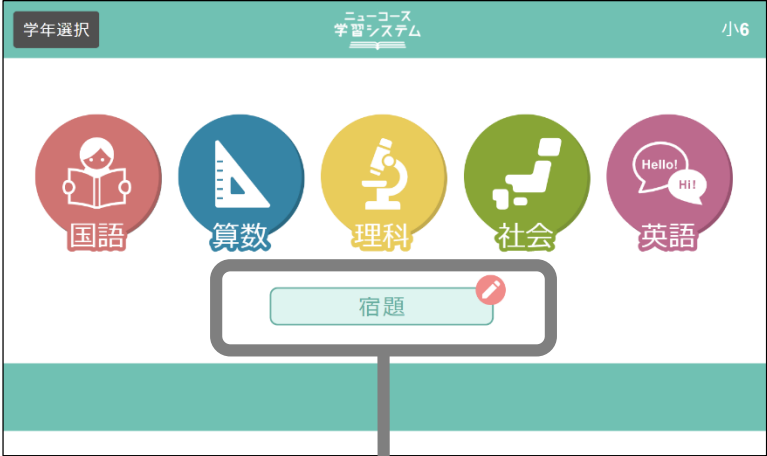 学年選択
ニューコース
学習システム
小6
Hello!
Hi!
国語
算数
理科
社会
英語
宿題